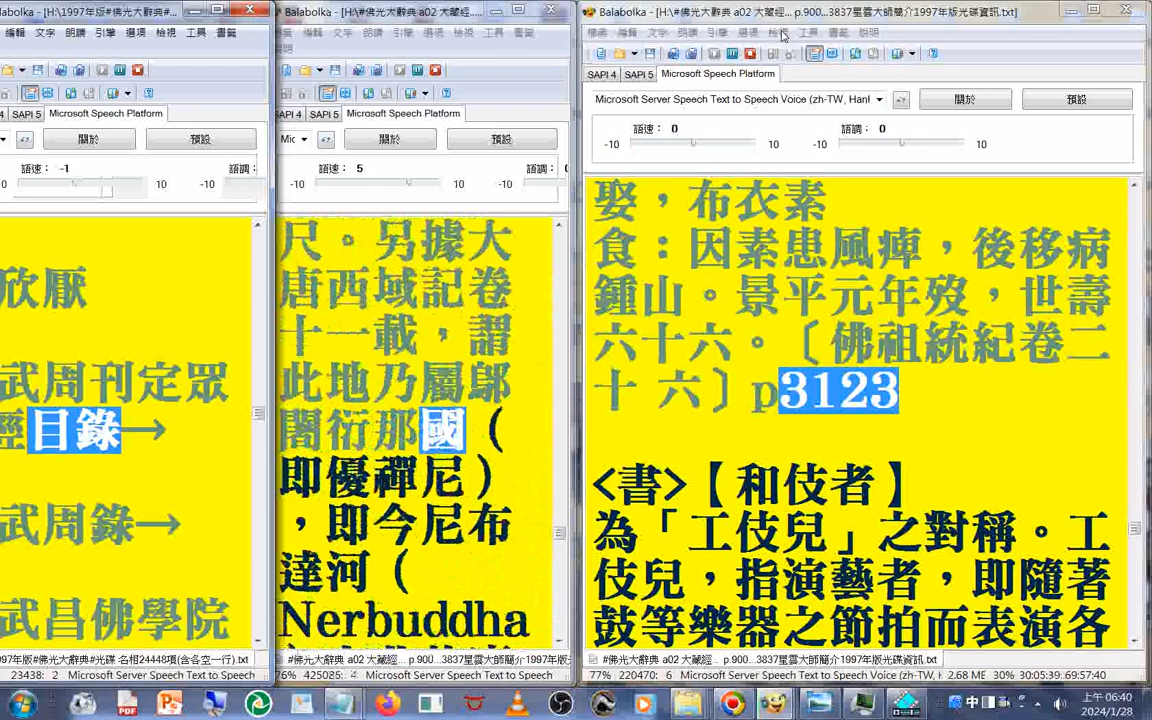 [H:\1997年版#佛光大辭典#...
編輯 文字 朗讀 引擎 選項 檢視 工具 書籤
SAPI 5 Microsoft Speech Platform
關於 預設
語速： -1 語調：
10 -10
欣厭
武周刊定眾
經目錄→
武周錄→
武昌佛學院
997年版#佛光大辭典#光碟 名相24448項(含各空一行).txt
23438: 2 Microsoft Server Speech Text to Speech
Balabolka - [H:\#佛光大辭典 a02 大藏經...
檔案 編輯 文字 朗讀 引擎 選項 檢視 工具
說明
API 4 SAPI 5 Microsoft Speech Platform
Mic 關於 預設
語速： 5 語調： 0
-10 10 -10
尺。另據大
唐西域記卷
十一載，謂
此地乃屬鄔
闍衍那國（
即優禪尼）
，即今尼布
達河（
Nerbuddha
#佛光大辭典 a02 大藏經... p.900...3837星雲大師簡介1997年版
76% 425085: 4 Microsoft Server Speech
Balabolka - [H:\#佛光大辭典 a02 大藏經... p.900...3837星雲大師簡介1997年版光碟資訊.txt]
檔案 編輯 文字 朗讀 引擎 選項 檢視 工具 書籤 說明
SAPI 4 SAPI 5 Microsoft Speech Platform
Microsoft Server Speech Text to Speech Voice (zh-TW, Hanl 關於 預設
語速： 0 語調： 0
-10 10 -10 10
娶，布衣素
食；因素患風痺，後移病
鍾山。景平元年歿，世壽
六十六。〔佛祖統紀卷二
十 六〕p3123
<書>【和伎者】
為「工伎兒」之對稱。工
伎兒，指演藝者，即隨著
鼓等樂器之節拍而表演各
#佛光大辭典 a02 大藏經... p.900...3837星雲大師簡介1997年版光碟資訊.txt
77% 220470: 6 Microsoft Server Speech Text to Speech Voice (zh-TW, 2.68 MB 30% 30:05:39.69:57:40
中
上午 06:40
2024/1/28